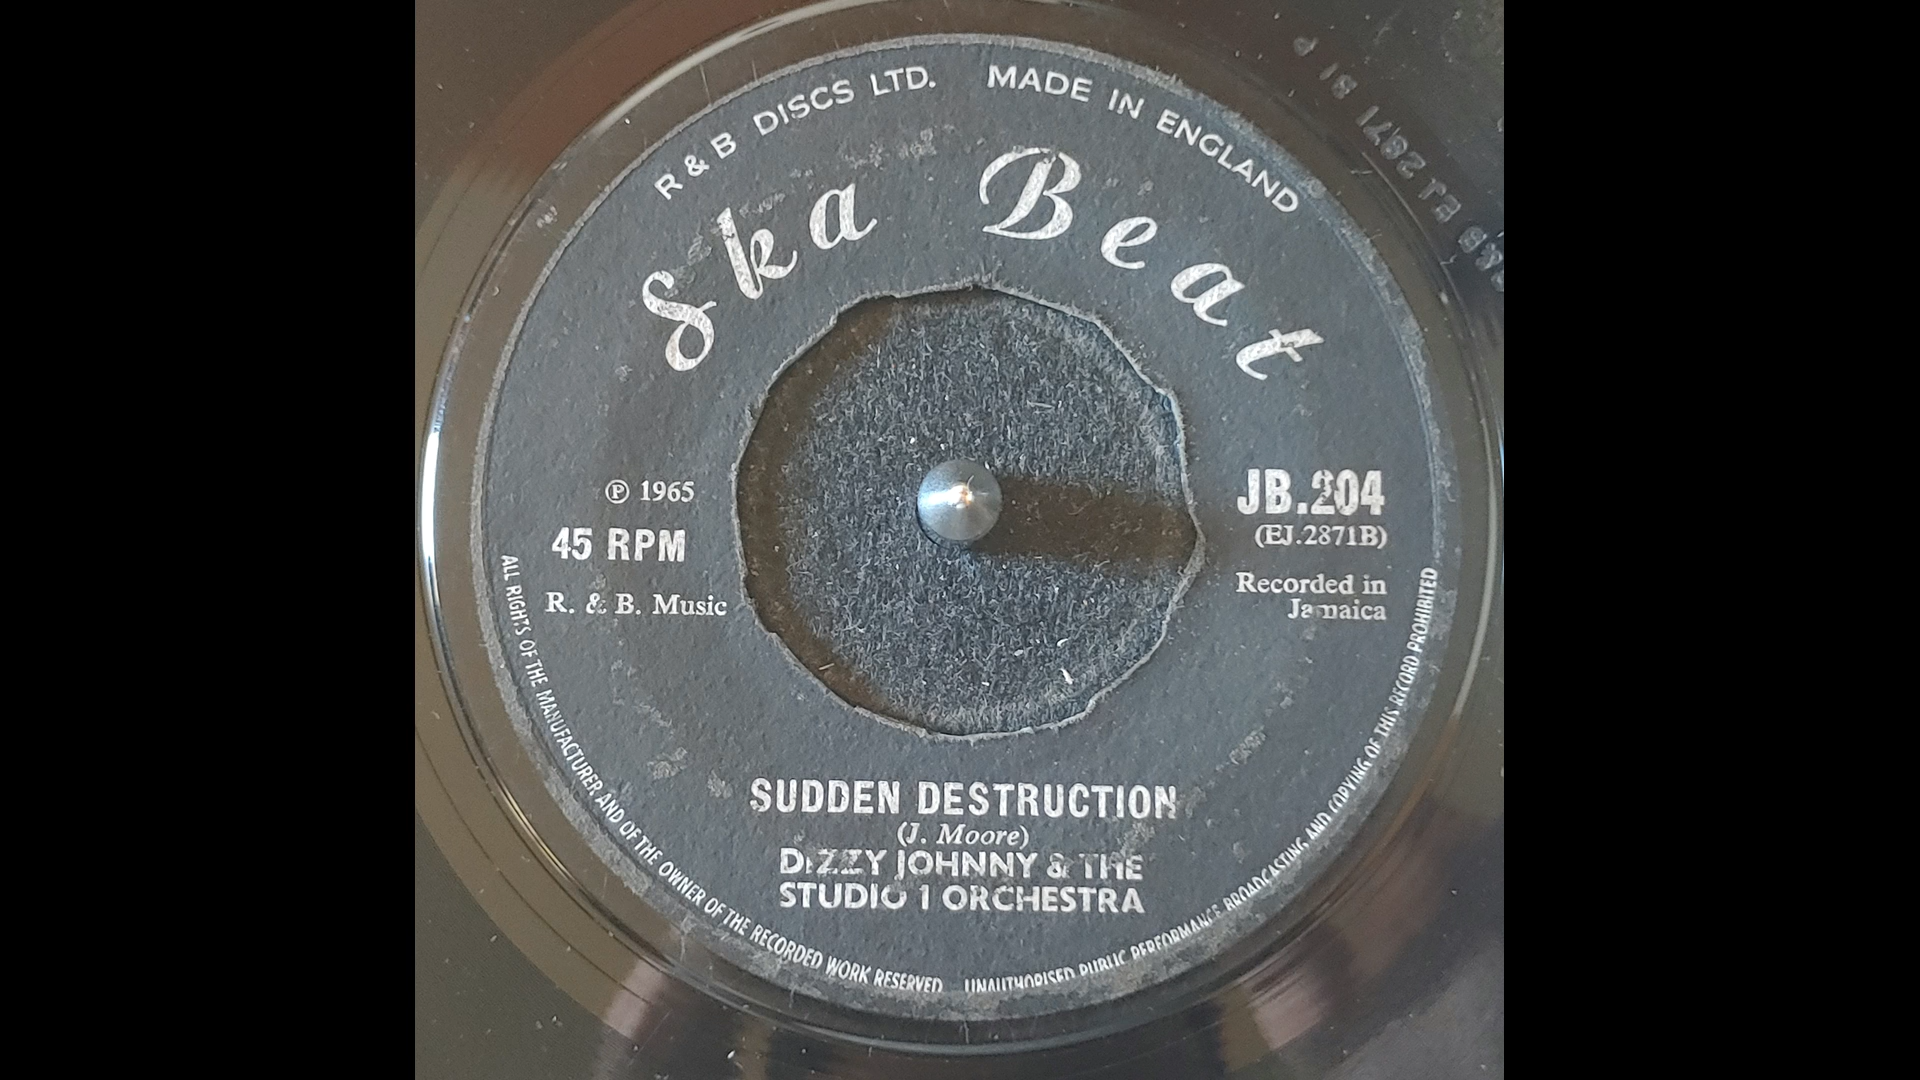 R & B DISCS LTD. MADE IN ENGLAND
Ska Beat
℗ 1965
45 RPM
R. & B. Music
JB.204
(EJ.2871B)
Recorded in
Jamaica
SUDDEN DESTRUCTION
(J. Moore)
DIZZY JOHNNY & THE
STUDIO 1 ORCHESTRA
ALL RIGHTS OF THE MANUFACTURER AND OF THE OWNER OF THE RECORDED WORK RESERVED UNAUTHORISED PUBLIC PERFORMANCE BROADCASTING AND COPYING OF THIS RECORD PROHIBITED